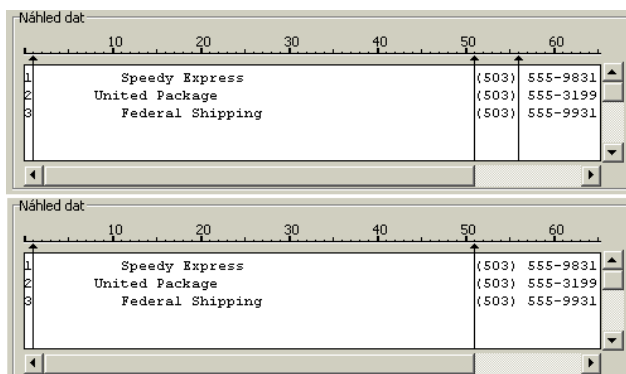 Náhled dat
10 20 30 40 50 60
1 Speedy Express (503) 555-9831
2 United Package (503) 555-3199
3 Federal Shipping (503) 555-9931
Náhled dat
10 20 30 40 50 60
1 Speedy Express (503) 555-9831
2 United Package (503) 555-3199
3 Federal Shipping (503) 555-9931